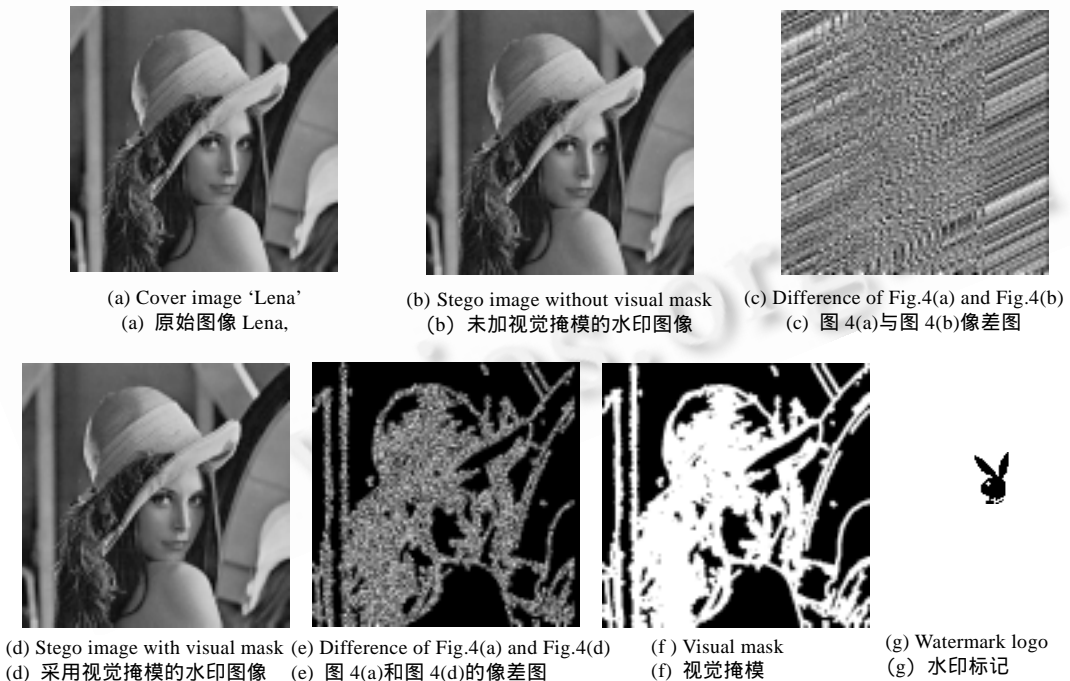 (a) Cover image ‘Lena’
(a) 原始图像 Lena,
(b) Stego image without visual mask
（b）未加视觉掩模的水印图像
(c) Difference of Fig.4(a) and Fig.4(b)
(c) 图 4(a)与图 4(b)像差图
(d) Stego image with visual mask
(d) 采用视觉掩模的水印图像
(e) Difference of Fig.4(a) and Fig.4(d)
(e) 图 4(a)和图 4(d)的像差图
(f ) Visual mask
(f) 视觉掩模
(g) Watermark logo
（g）水印标记